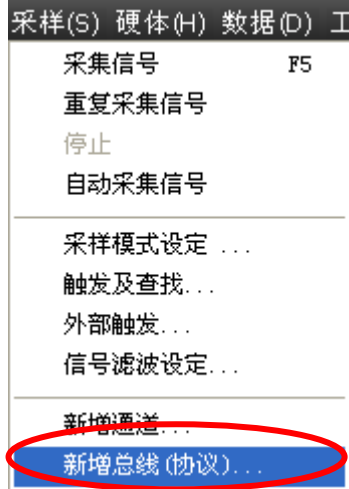 采样(S) 硬体(H) 数据(D) 工
采集信号 F5
重复采集信号
停止
自动采集信号
采样模式设定 ...
触发及查找...
外部触发...
信号滤波设定...
新增通道...
新增总线(协议)...